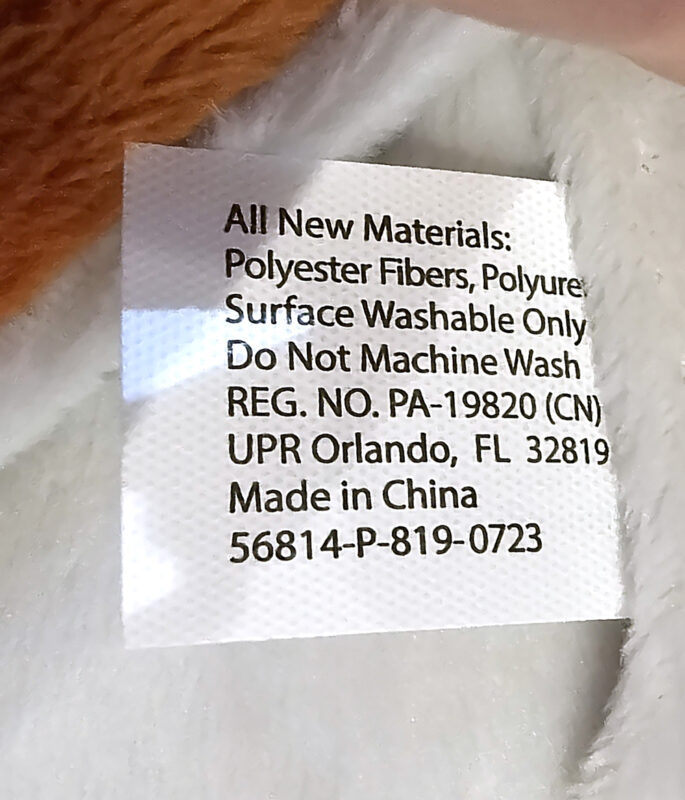 All New Materials:
Polyester Fibers, Polyure
Surface Washable Only
Do Not Machine Wash
REG. NO. PA-19820 (CN)
UPR Orlando, FL 32819
Made in China
56814-P-819-0723